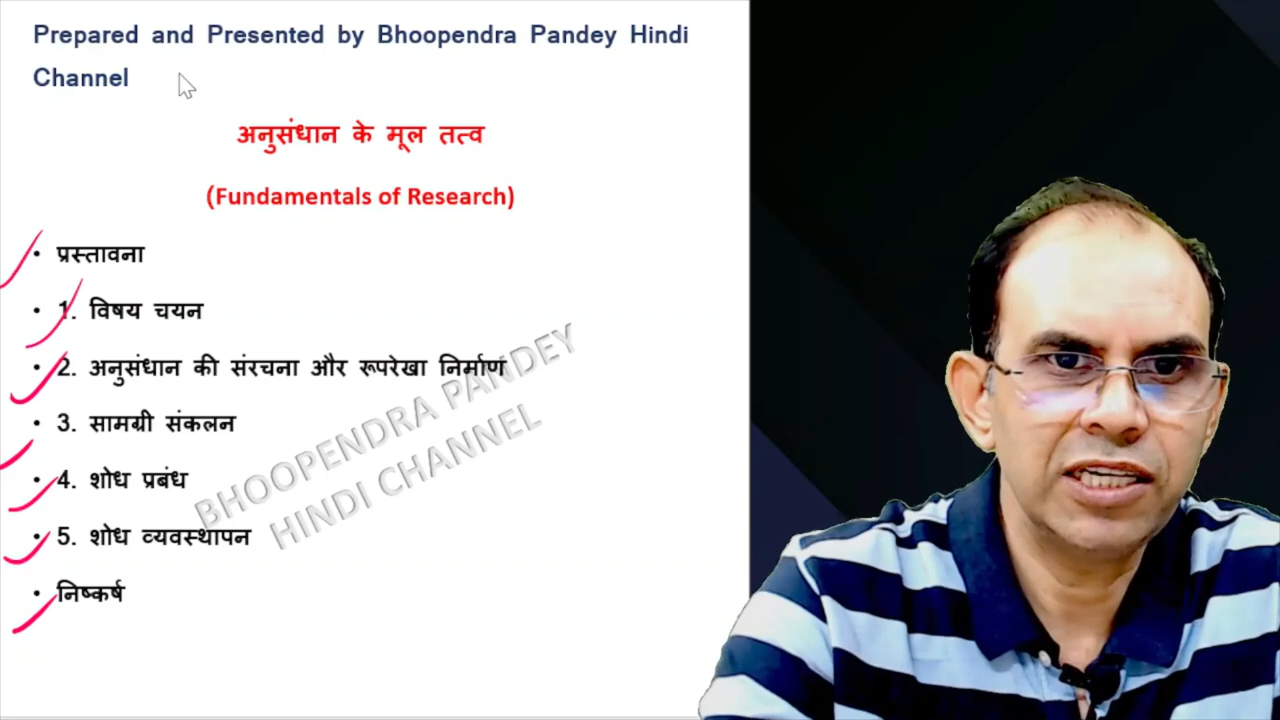 Prepared and Presented by Bhoopendra Pandey Hindi
Channel
अनुसंधान के मूल तत्व
(Fundamentals of Research)
• प्रस्तावना
• 1. विषय चयन
• 2. अनुसंधान की संरचना और रूपरेखा निर्माण
• 3. सामग्री संकलन
• 4. शोध प्रबंध
• 5. शोध व्यवस्थापन
• निष्कर्ष
BHOOPENDRA PANDEY
HINDI CHANNEL